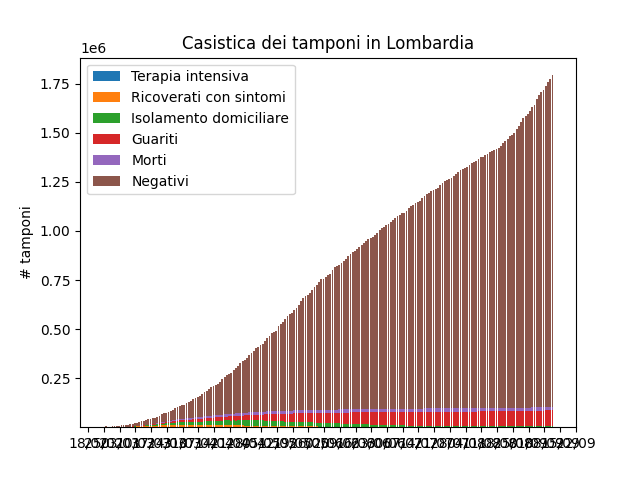 Casistica dei tamponi in Lombardia
1e6
Terapia intensiva
Ricoverati con sintomi
Isolamento domiciliare
Guariti
Morti
Negativi
1.75
1.50
1.25
1.00
0.75
0.50
0.25
# tamponi